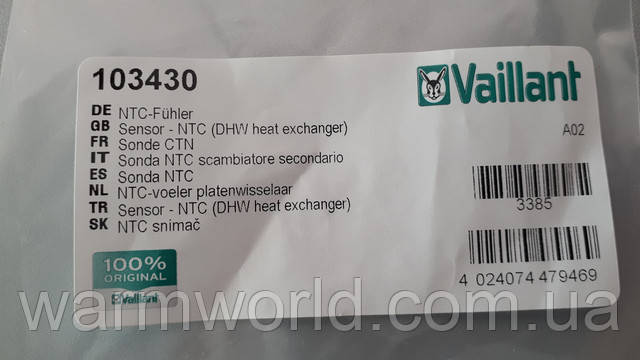 103430
Vaillant
DE NTC-Fühler
GB Sensor - NTC (DHW heat exchanger)
FR Sonde CTN
IT Sonda NTC scambiatore secondario
ES Sonda NTC
NL NTC-voeler platenwisselaar
TR Sensor - NTC (DHW heat exchanger)
SK NTC snimač
A02
3385
4 024074 479469
100%
ORIGINAL
Vaillant
warmworld.com.ua